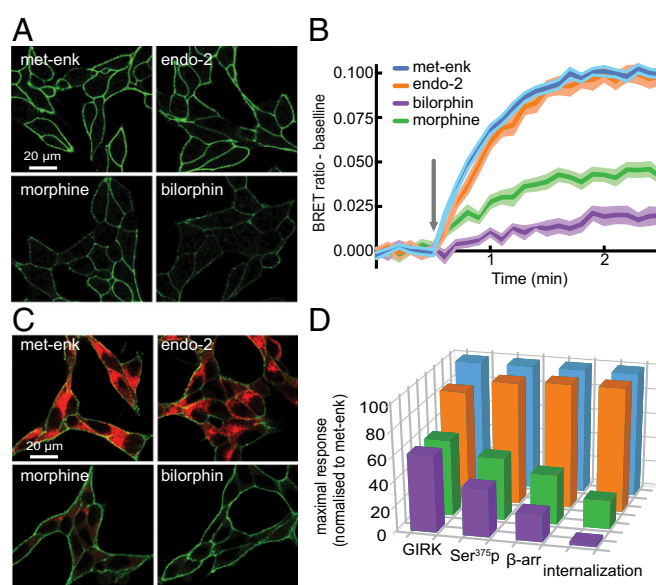 A
met-enk
endo-2
20 µm
morphine
bilorphin
B
BRET ratio - baselline
0.100
0.075
0.050
0.025
0.000
met-enk
endo-2
bilorphin
morphine
1
2
Time (min)
C
met-enk
endo-2
20 µm
morphine
bilorphin
D
maximal response
(normalised to met-enk)
100
80
60
40
20
0
GIRK
Ser³⁷⁵p
β-arr
internalization